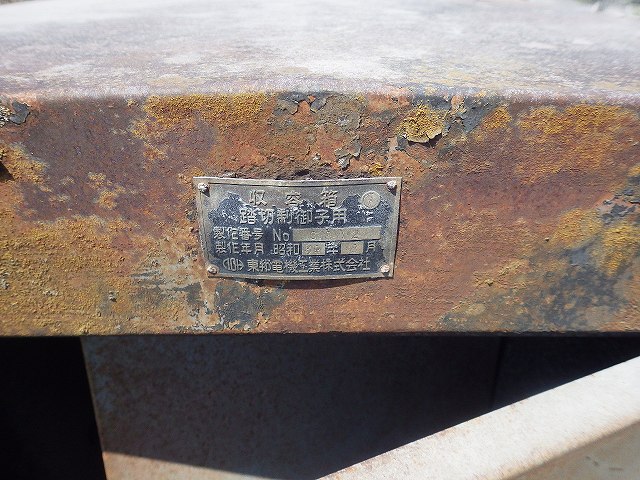 収容箱
踏切制御子用
製作番号 No
製作年月 昭和 年 月
東邦電機工業株式会社